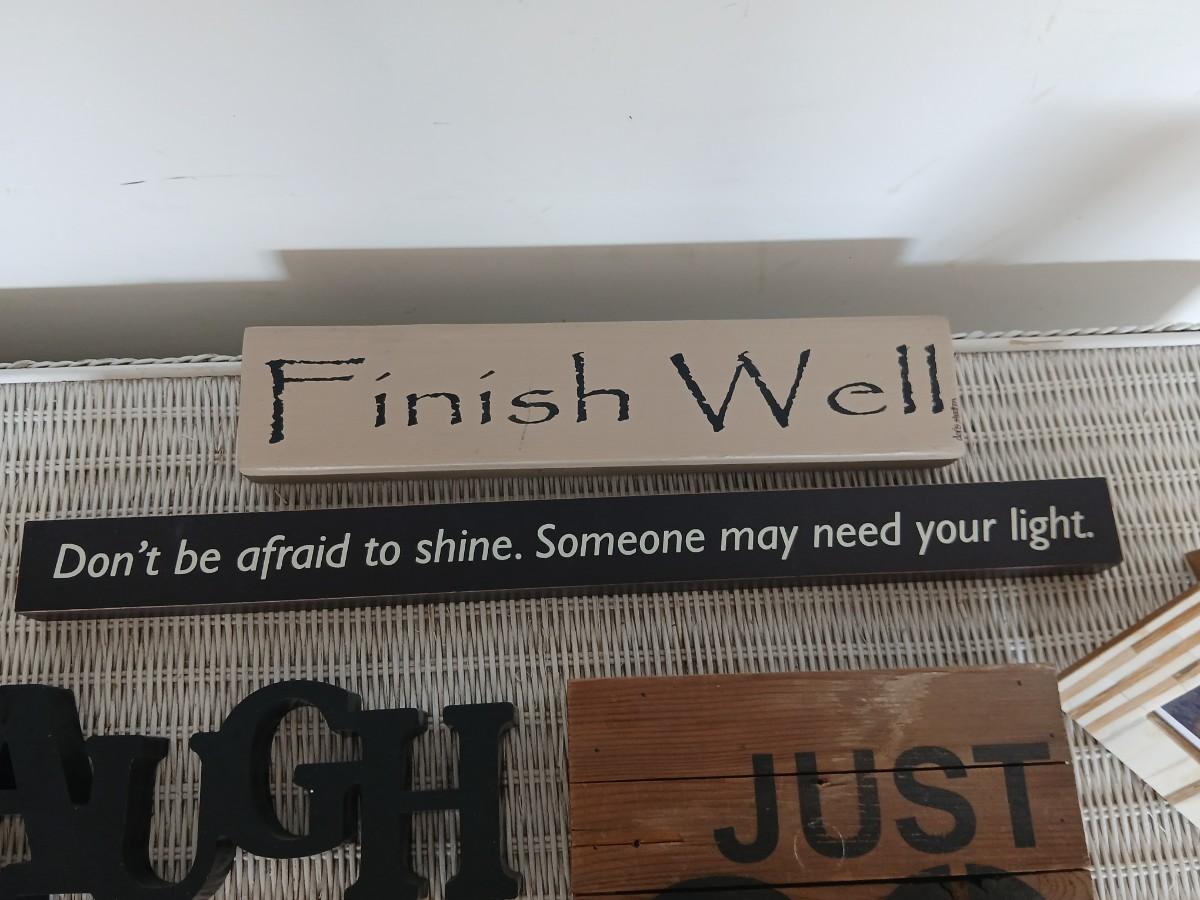 Finish Well
Don't be afraid to shine. Someone may need your light.
AUGH
JUST